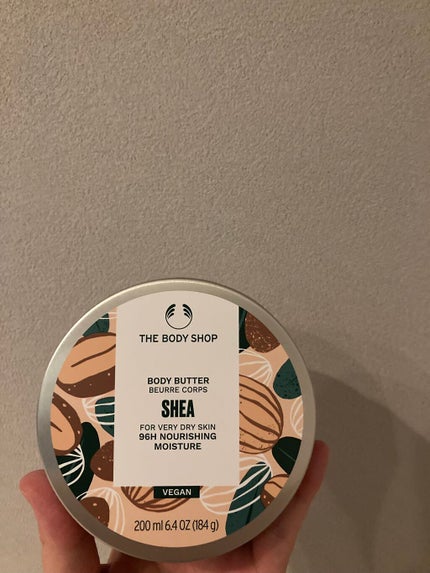 THE BODY SHOP
BODY BUTTER
BEURRE CORPS
SHEA
FOR VERY DRY SKIN
96H NOURISHING
MOISTURE
VEGAN
200 ml 6.4 OZ (184 g)